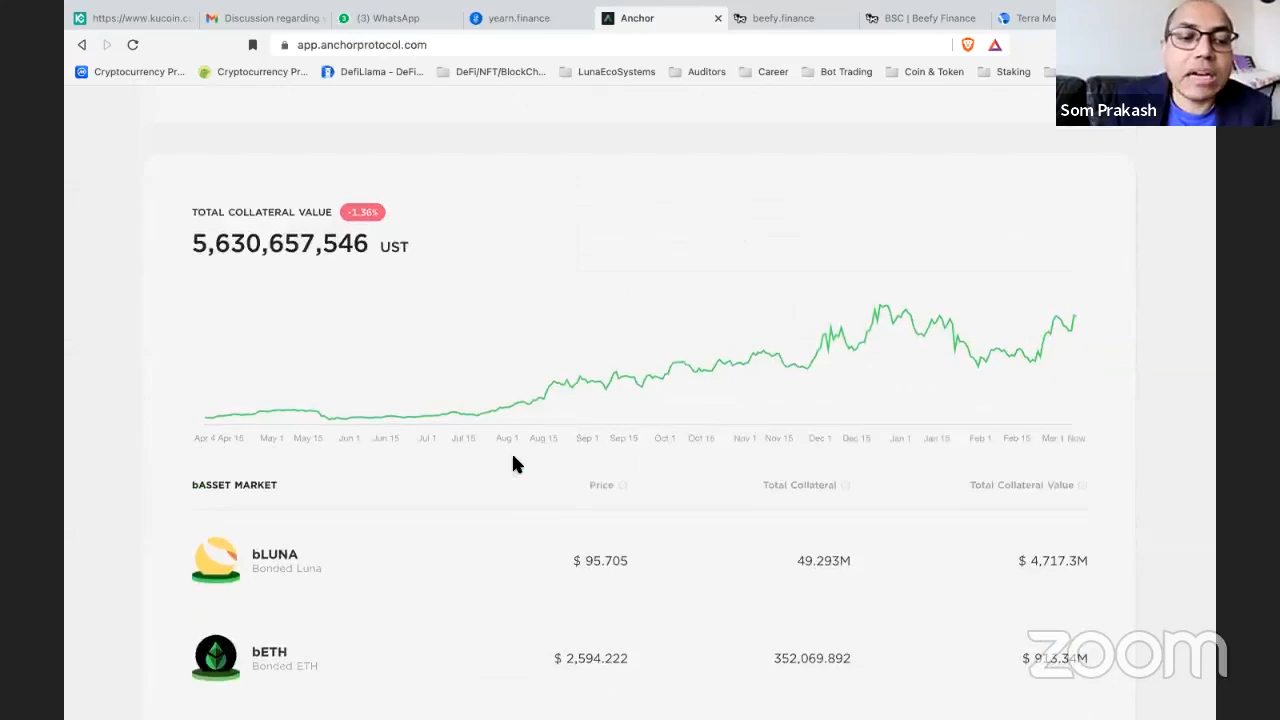 https://www.kucoin.cc
Discussion regarding
(3) WhatsApp
yearn.finance
Anchor
beefy.finance
BSC | Beefy Finance
Terra Mo
app.anchorprotocol.com
Cryptocurrency Pr...
Cryptocurrency Pr...
DefiLlama - DeFi...
DeFi/NFT/BlockCh...
LunaEcoSystems
Auditors
Career
Bot Trading
Coin & Token
Staking
Som Prakash
TOTAL COLLATERAL VALUE -1.36%
5,630,657,546 UST
Apr 4 Apr 15 May 1 May 15 Jun 1 Jun 15 Jul 1 Jul 15 Aug 1 Aug 15 Sep 1 Sep 15 Oct 1 Oct 15 Nov 1 Nov 15 Dec 1 Dec 15 Jan 1 Jan 15 Feb 1 Feb 15 Mar 1 Now
bASSET MARKET Price Total Collateral Total Collateral Value
bLUNA
Bonded Luna
$ 95.705 49.293M $ 4,717.3M
bETH
Bonded ETH
$ 2,594.222 352,069.892 $ 913.34M
zoom